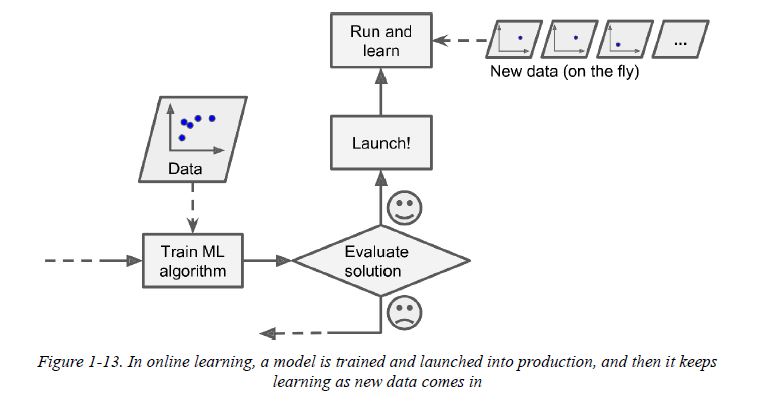 Run and
learn
...
New data (on the fly)
Launch!
Data
Train ML
algorithm
Evaluate
solution
Figure 1-13. In online learning, a model is trained and launched into production, and then it keeps
learning as new data comes in